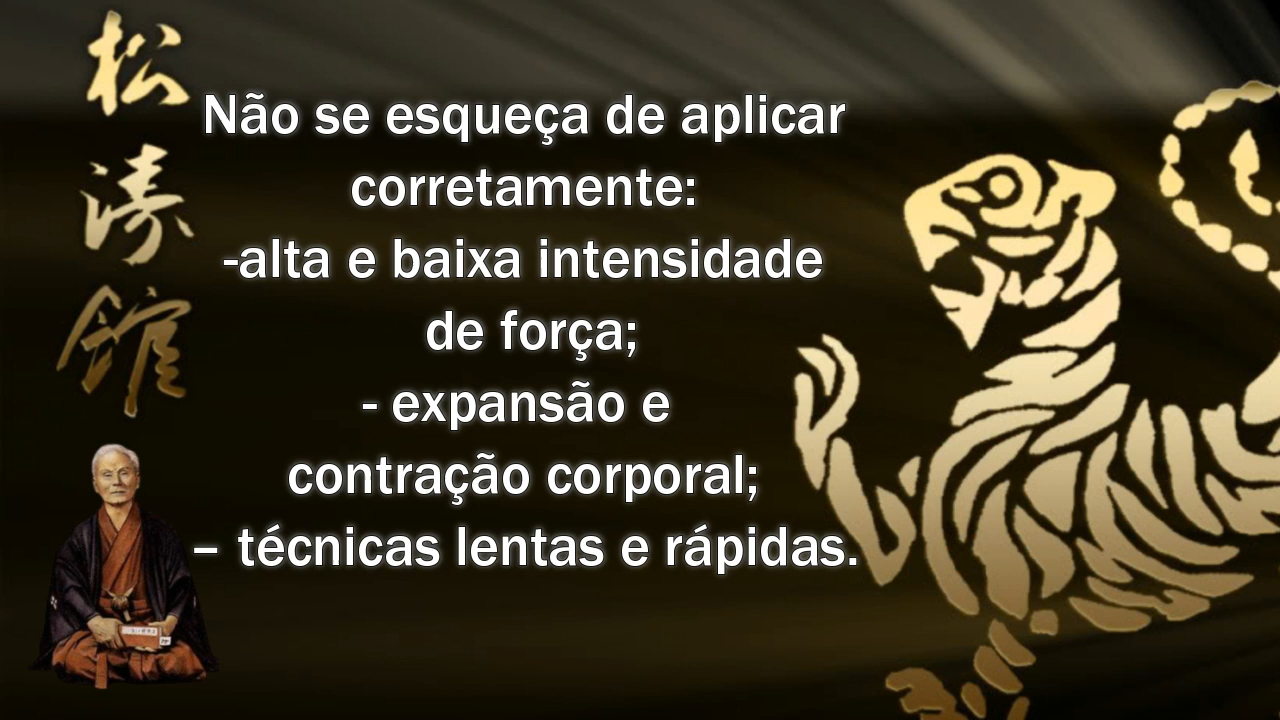 松
涛
館
Não se esqueça de aplicar
corretamente:
-alta e baixa intensidade
de força;
- expansão e
contração corporal;
– técnicas lentas e rápidas.